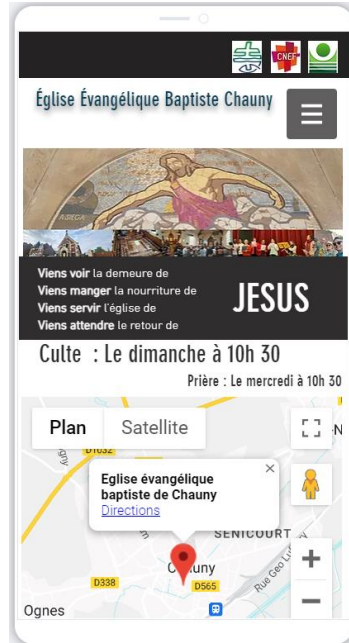 CNEF
Église Évangélique Baptiste Chauny
Viens voir la demeure de
Viens manger la nourriture de
Viens servir l'église de
Viens attendre le retour de
JESUS
Culte : Le dimanche à 10h 30
Prière : Le mercredi à 10h 30
Plan Satellite
D1032
Eglise évangélique
baptiste de Chauny
Directions
SENICOURT
D338
D565
Rue Geo
Ognes